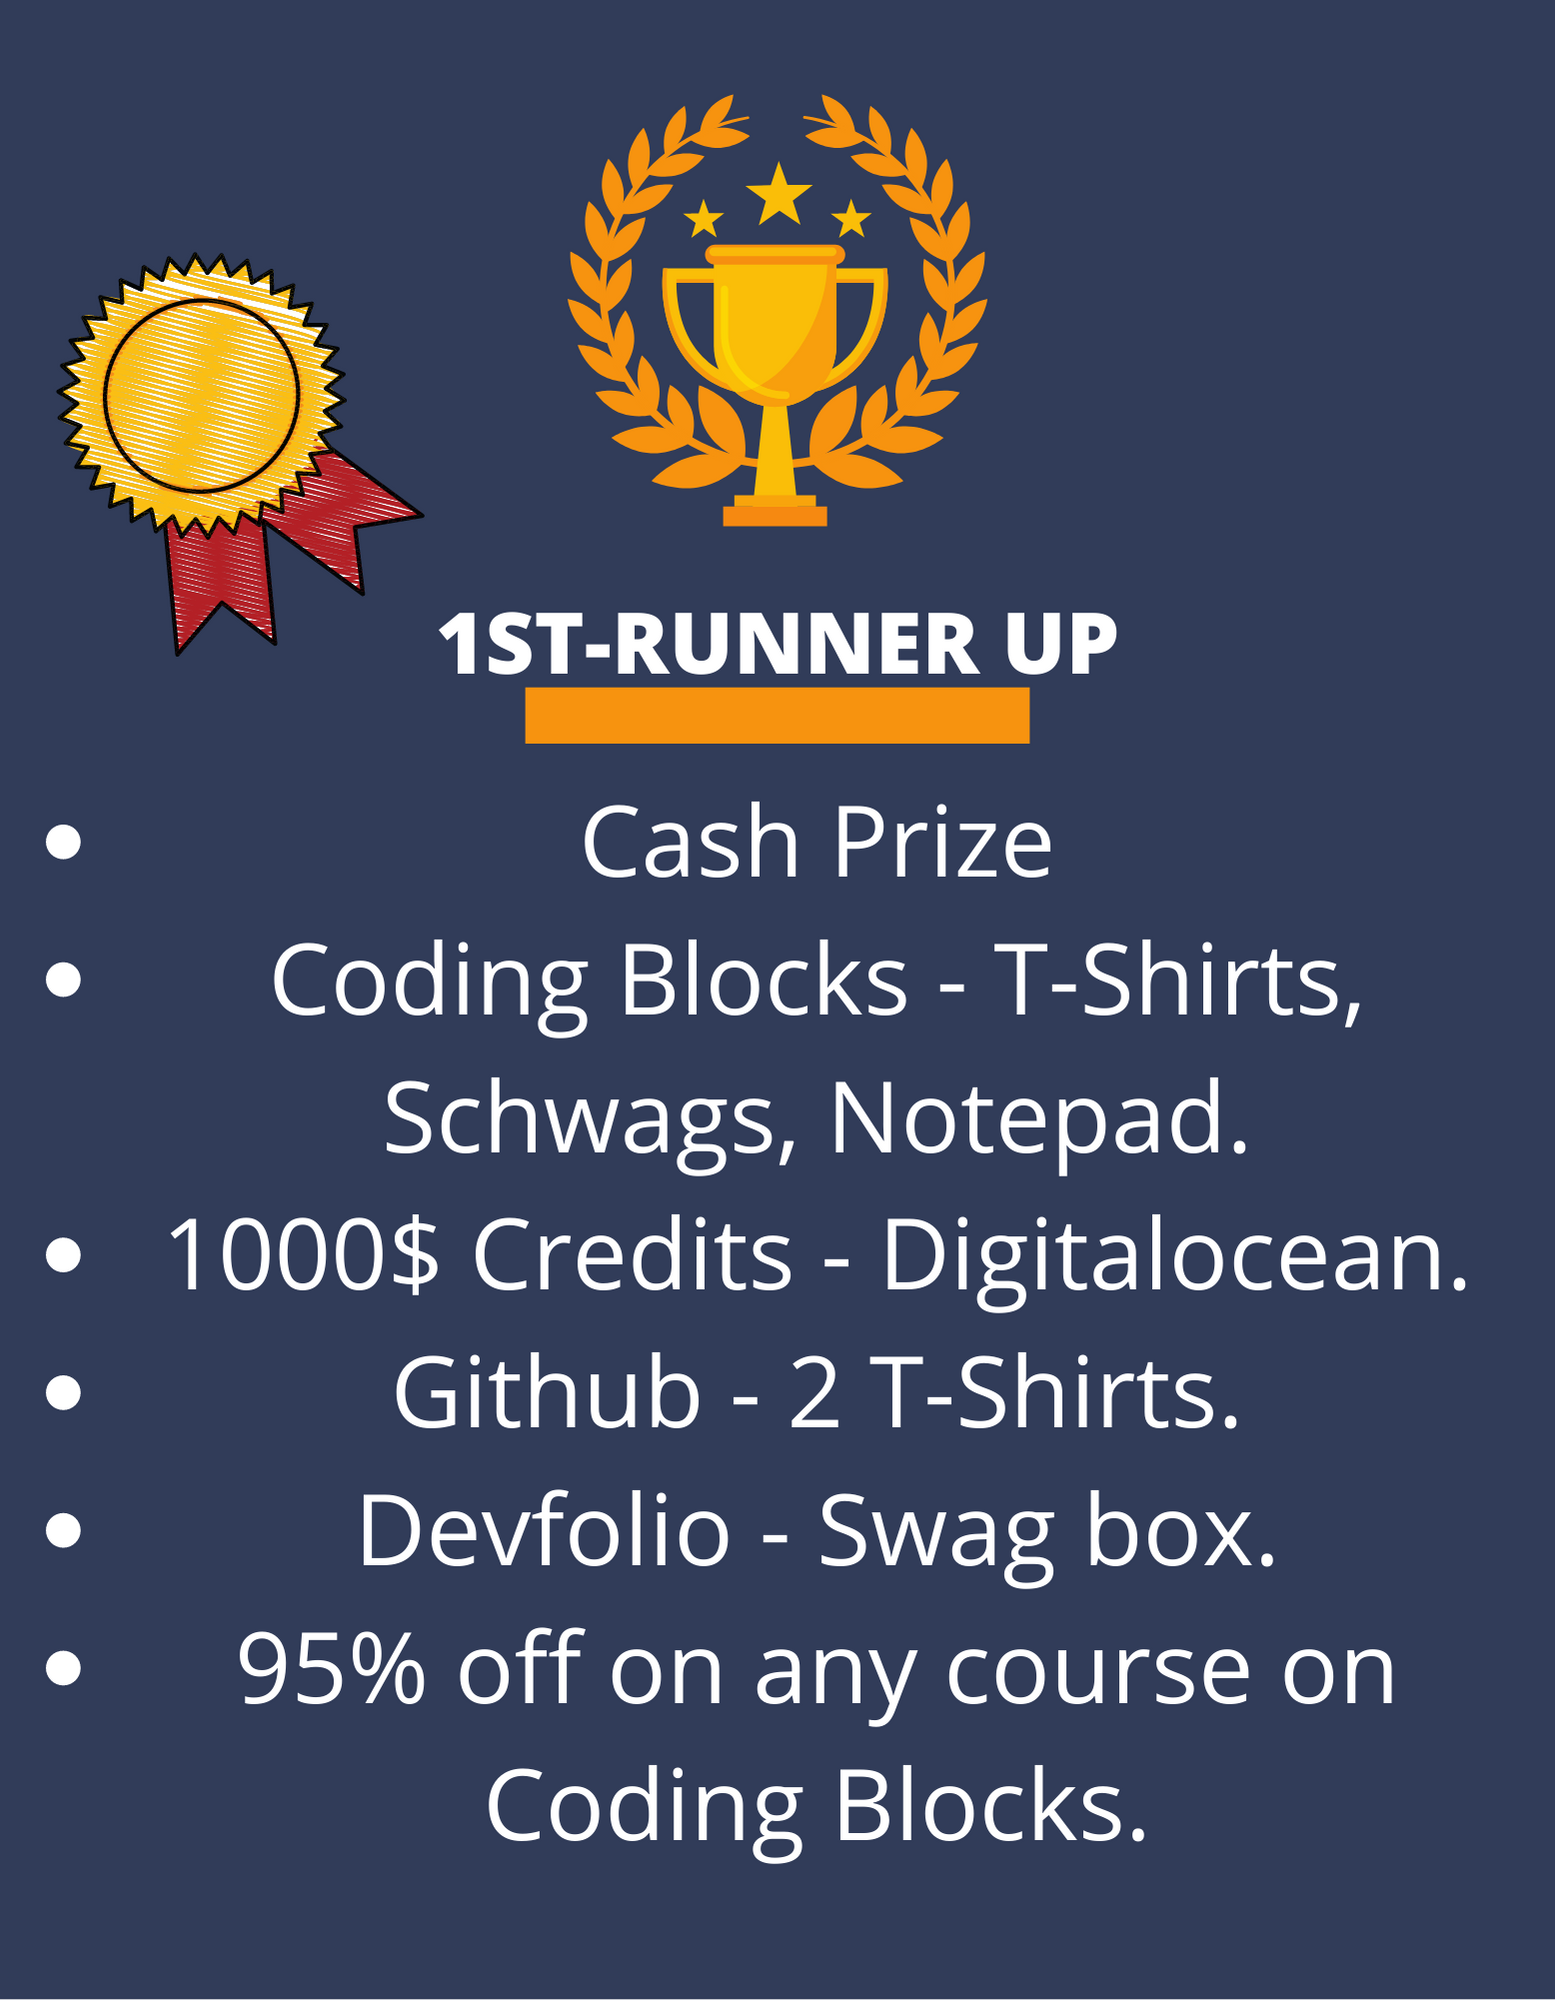 1ST-RUNNER UP
• Cash Prize
• Coding Blocks - T-Shirts,
Schwags, Notepad.
• 1000$ Credits - Digitalocean.
• Github - 2 T-Shirts.
• Devfolio - Swag box.
• 95% off on any course on
Coding Blocks.